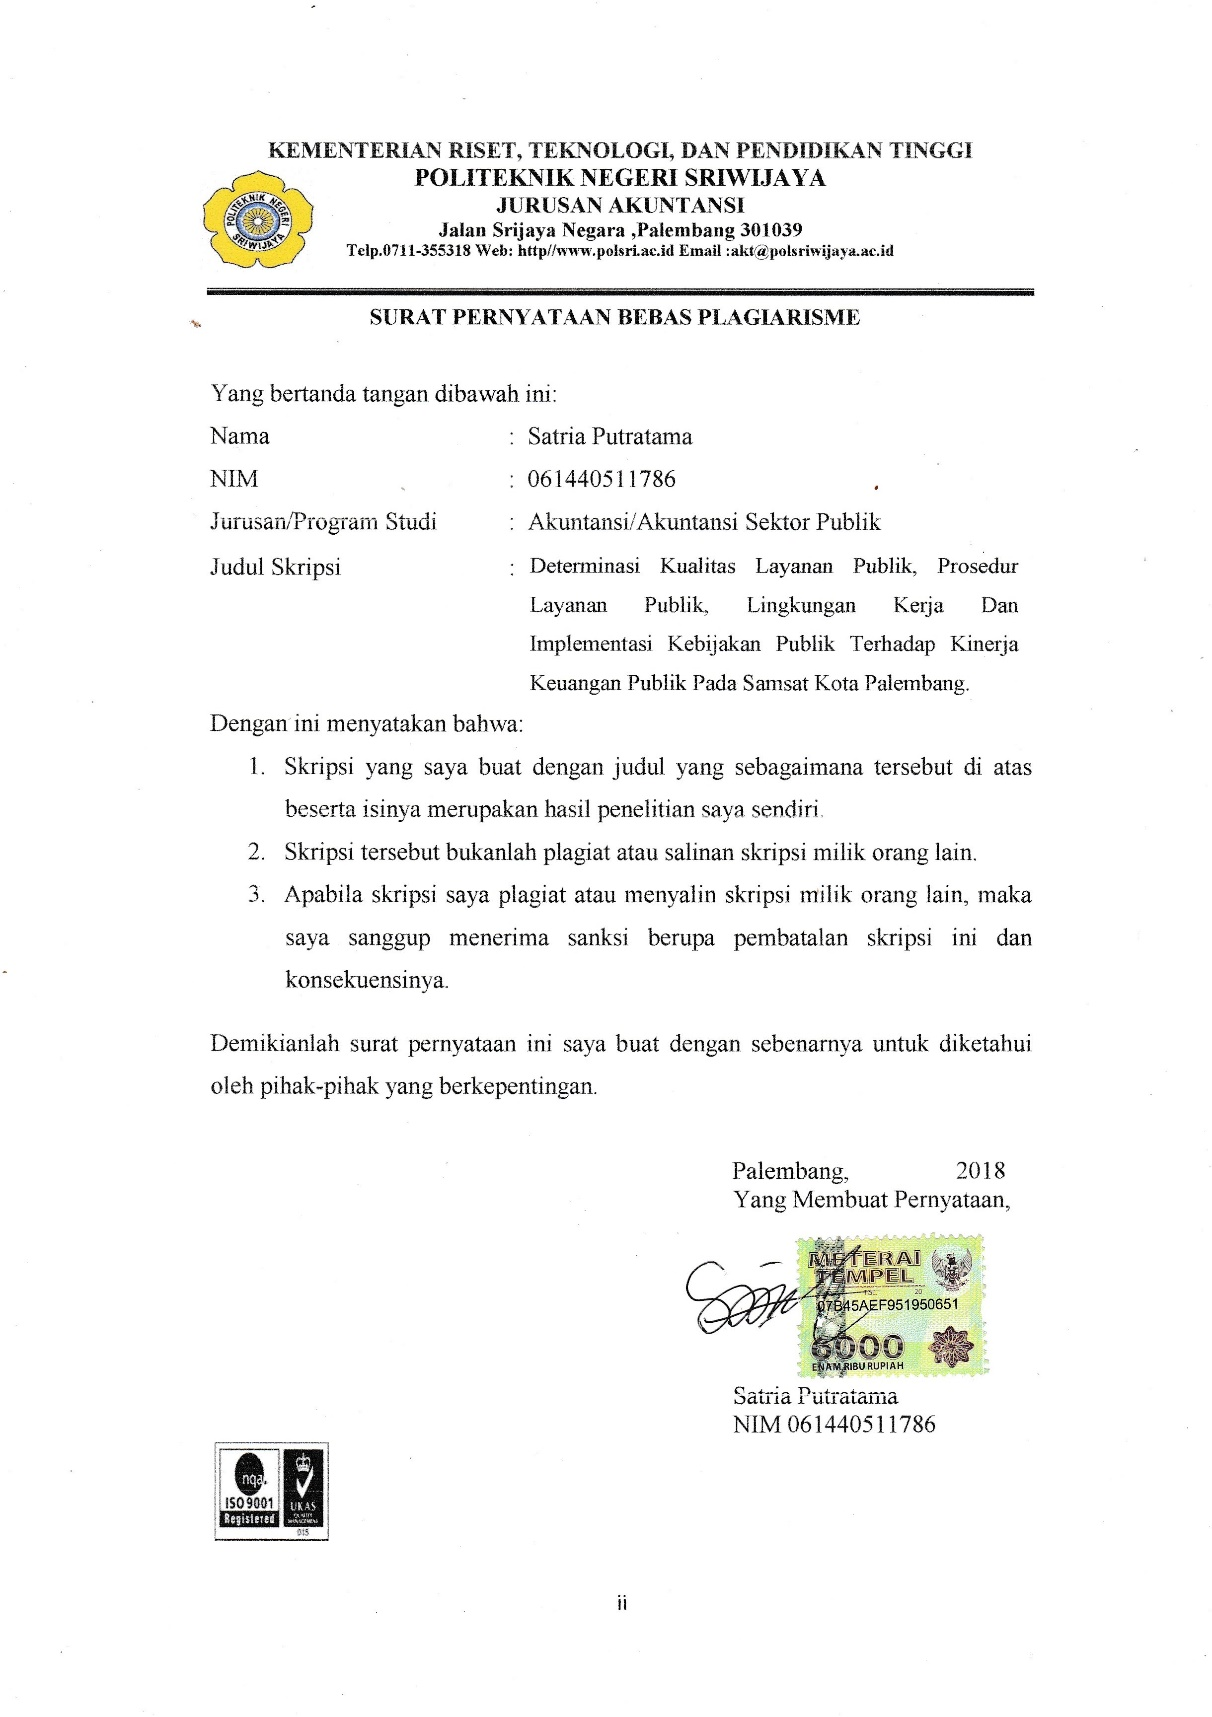 KEMENTERIAN RISET, TEKNOLOGI, DAN PENDIDIKAN TINGGI
POLITEKNIK NEGERI SRIWIJAYA
JURUSAN AKUNTANSI
Jalan Srijaya Negara ,Palembang 301039
Telp.0711-355318 Web: http//www.polsri.ac.id Email :akt@polsriwijaya.ac.id
POLITEKNIK NEGERI
SRIWIJAYA
SURAT PERNYATAAN BEBAS PLAGIARISME
Yang bertanda tangan dibawah ini:
Nama : Satria Putratama
NIM : 061440511786
Jurusan/Program Studi : Akuntansi/Akuntansi Sektor Publik
Judul Skripsi : Determinasi Kualitas Layanan Publik, Prosedur
Layanan Publik, Lingkungan Kerja Dan
Implementasi Kebijakan Publik Terhadap Kinerja
Keuangan Publik Pada Samsat Kota Palembang.
Dengan ini menyatakan bahwa:
1. Skripsi yang saya buat dengan judul yang sebagaimana tersebut di atas
beserta isinya merupakan hasil penelitian saya sendiri.
2. Skripsi tersebut bukanlah plagiat atau salinan skripsi milik orang lain.
3. Apabila skripsi saya plagiat atau menyalin skripsi milik orang lain, maka
saya sanggup menerima sanksi berupa pembatalan skripsi ini dan
konsekuensinya.
Demikianlah surat pernyataan ini saya buat dengan sebenarnya untuk diketahui
oleh pihak-pihak yang berkepentingan.
Palembang, 2018
Yang Membuat Pernyataan,
METERAI
TEMPEL
20
07B45AEF951950651
6000
ENAM RIBU RUPIAH
Satria Putratama
NIM 061440511786
nqa.
ISO 9001
Registered
UKAS
QUALITY
MANAGEMENT
015
ii